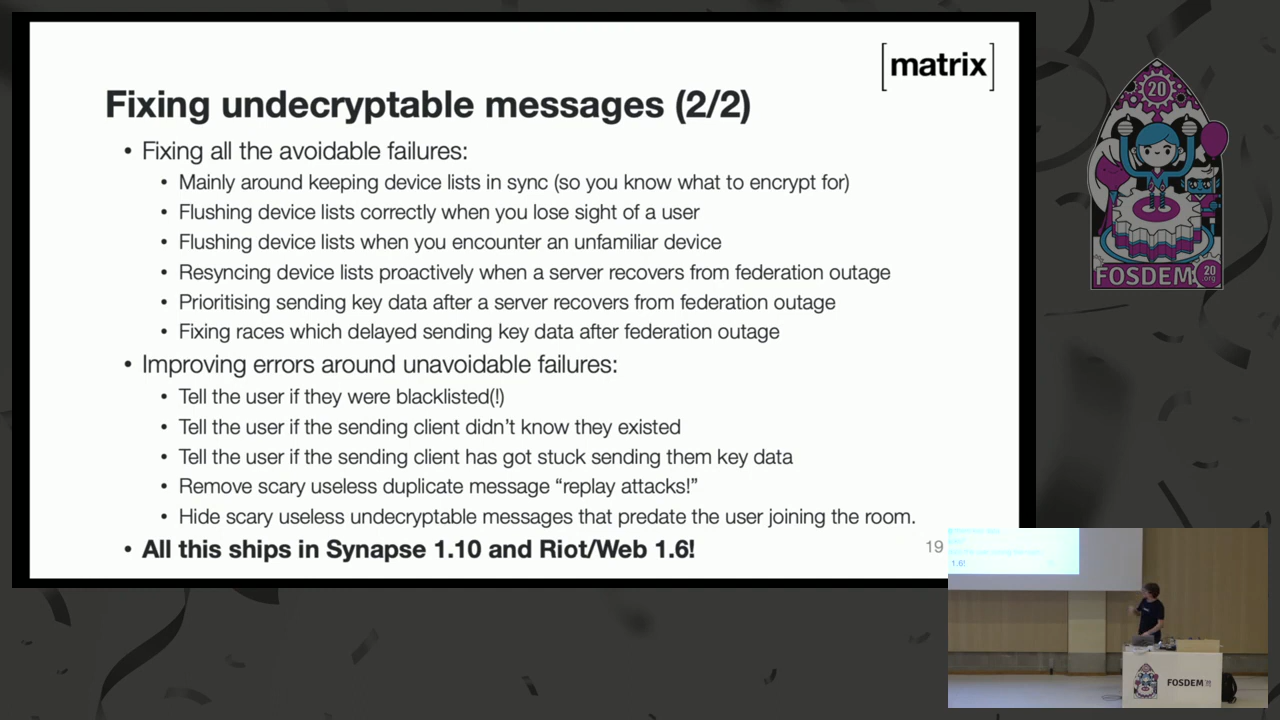 [matrix]
Fixing undecryptable messages (2/2)
• Fixing all the avoidable failures:
• Mainly around keeping device lists in sync (so you know what to encrypt for)
• Flushing device lists correctly when you lose sight of a user
• Flushing device lists when you encounter an unfamiliar device
• Resyncing device lists proactively when a server recovers from federation outage
• Prioritising sending key data after a server recovers from federation outage
• Fixing races which delayed sending key data after federation outage
• Improving errors around unavoidable failures:
• Tell the user if they were blacklisted(!)
• Tell the user if the sending client didn't know they existed
• Tell the user if the sending client has got stuck sending them key data
• Remove scary useless duplicate message “replay attacks!”
• Hide scary useless undecryptable messages that predate the user joining the room.
• All this ships in Synapse 1.10 and Riot/Web 1.6!
19
20
FOSDEM 20
.org
1.6!
FOSDEM